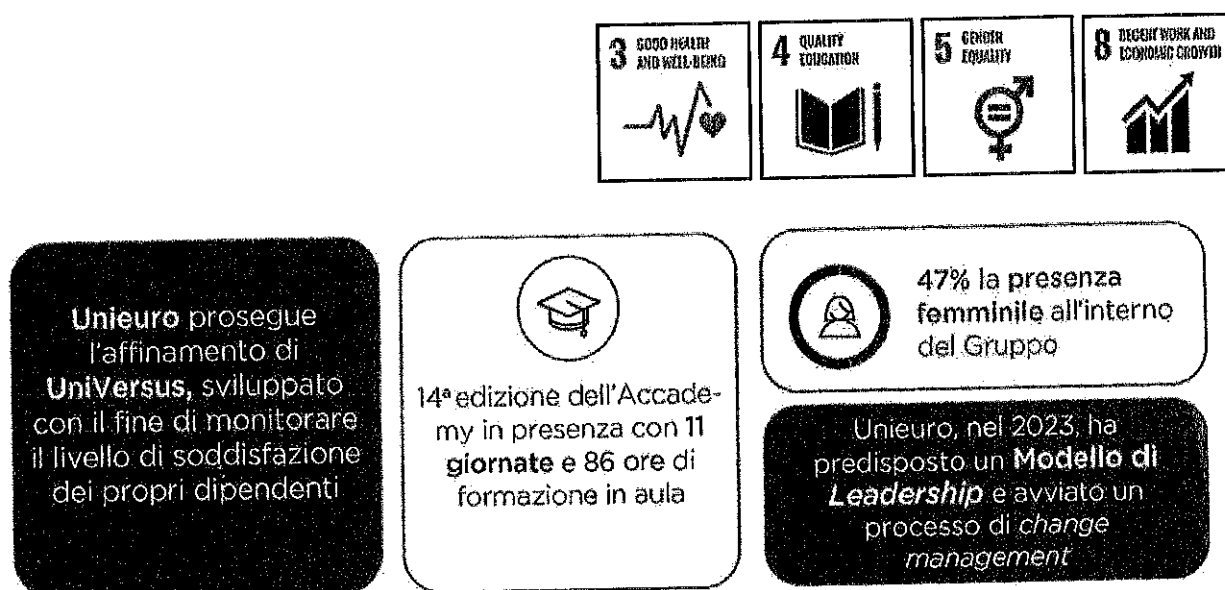 3 GOOD HEALTH
AND WELL-BEING
4 QUALITY
EDUCATION
5 GENDER
EQUALITY
8 DECENT WORK AND
ECONOMIC GROWTH
Unieuro prosegue
l'affinamento di
UniVersus, sviluppato
con il fine di monitorare
il livello di soddisfazione
dei propri dipendenti
14ª edizione dell'Accade-
my in presenza con 11
giornate e 86 ore di
formazione in aula
47% la presenza
femminile all'interno
del Gruppo
Unieuro, nel 2023, ha
predisposto un Modello di
Leadership e avviato un
processo di change
management